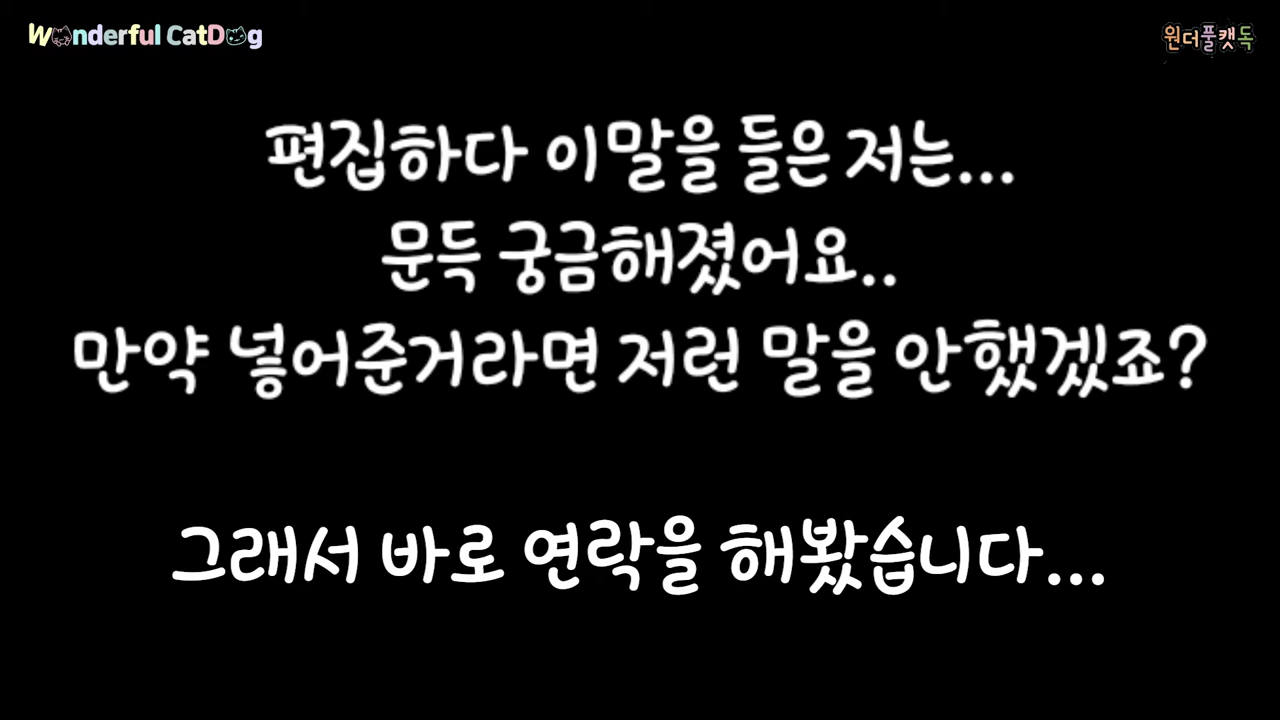 Wonderful CatDog
원더풀캣독
편집하다 이말을 들은 저는...
문득 궁금해졌어요..
만약 넣어준거라면 저런 말을 안했겠죠?
그래서 바로 연락을 해봤습니다...